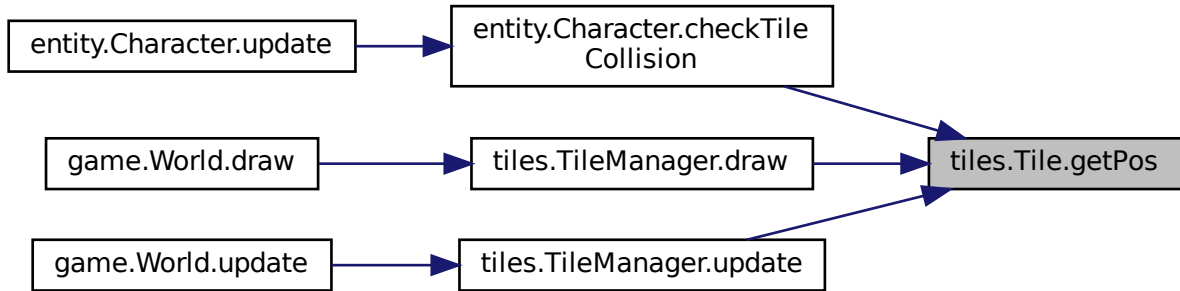 entity.Character.update
entity.Character.checkTile
Collision
game.World.draw
tiles.TileManager.draw
tiles.Tile.getPos
game.World.update
tiles.TileManager.update